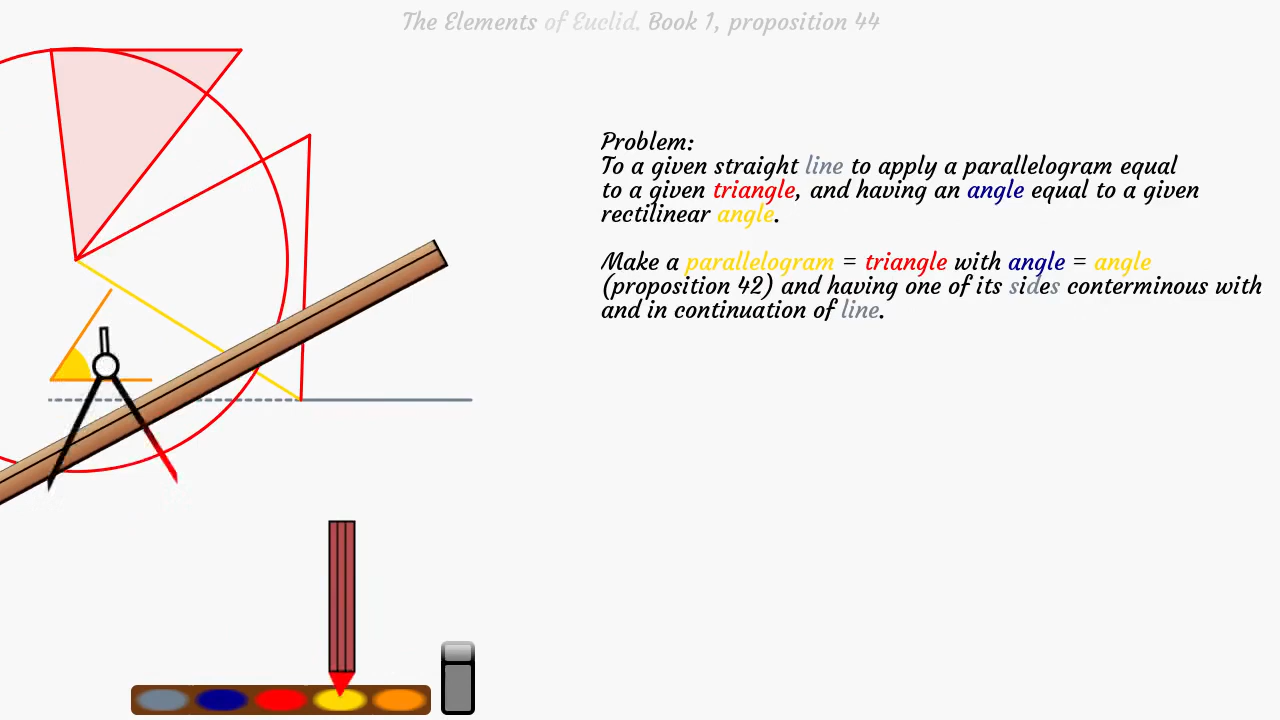 The Elements of Euclid. Book 1, proposition 44
Problem:
To a given straight line to apply a parallelogram equal
to a given triangle, and having an angle equal to a given
rectilinear angle.
Make a parallelogram = triangle with angle = angle
(proposition 42) and having one of its sides conterminous with
and in continuation of line.